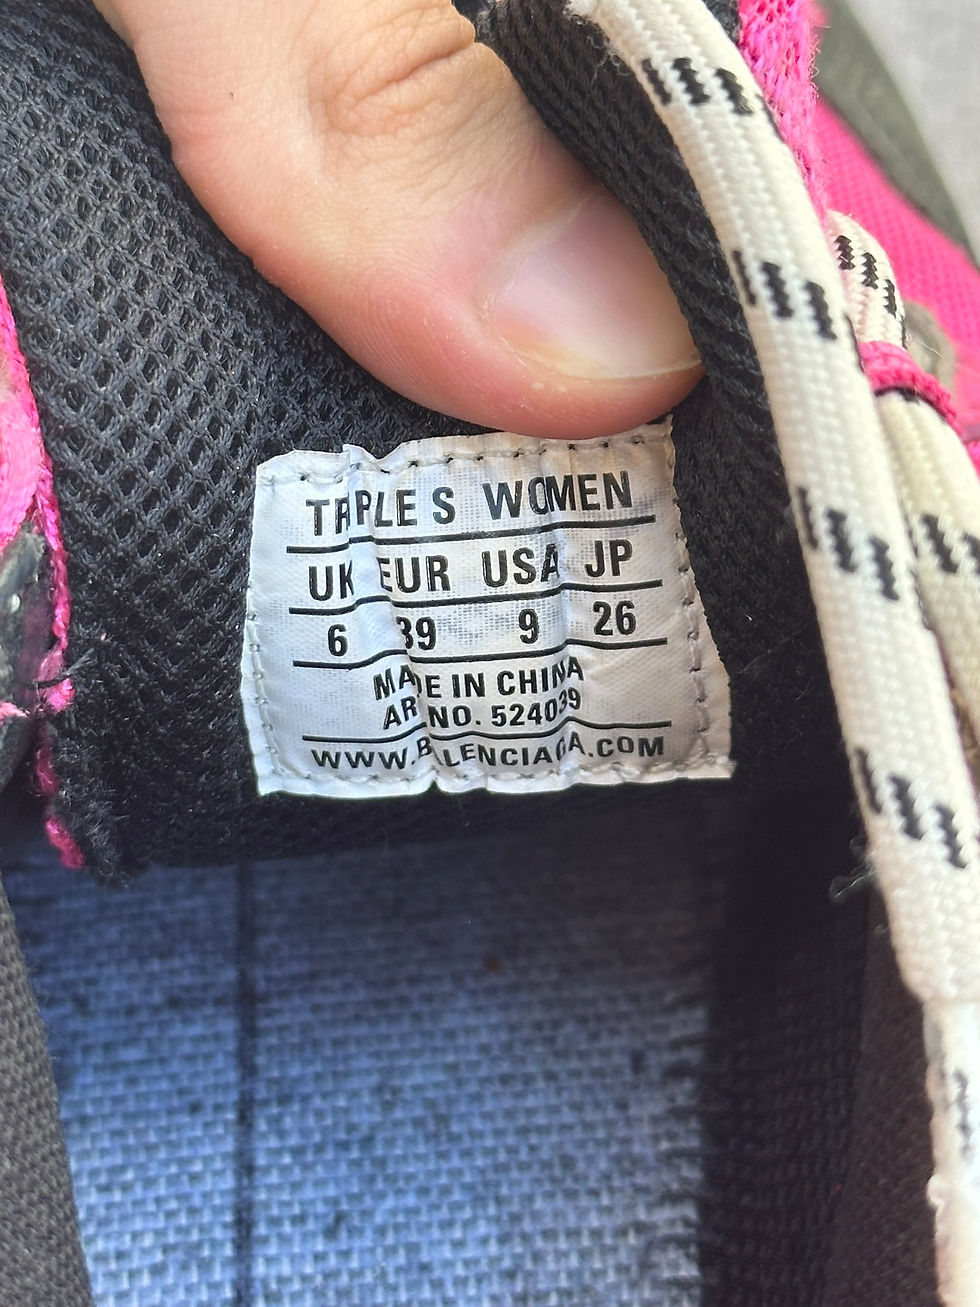 TRIPLE S WOMEN
UK EUR USA JP
6 39 9 26
MADE IN CHINA
ART NO. 524039
WWW.BALENCIAGA.COM